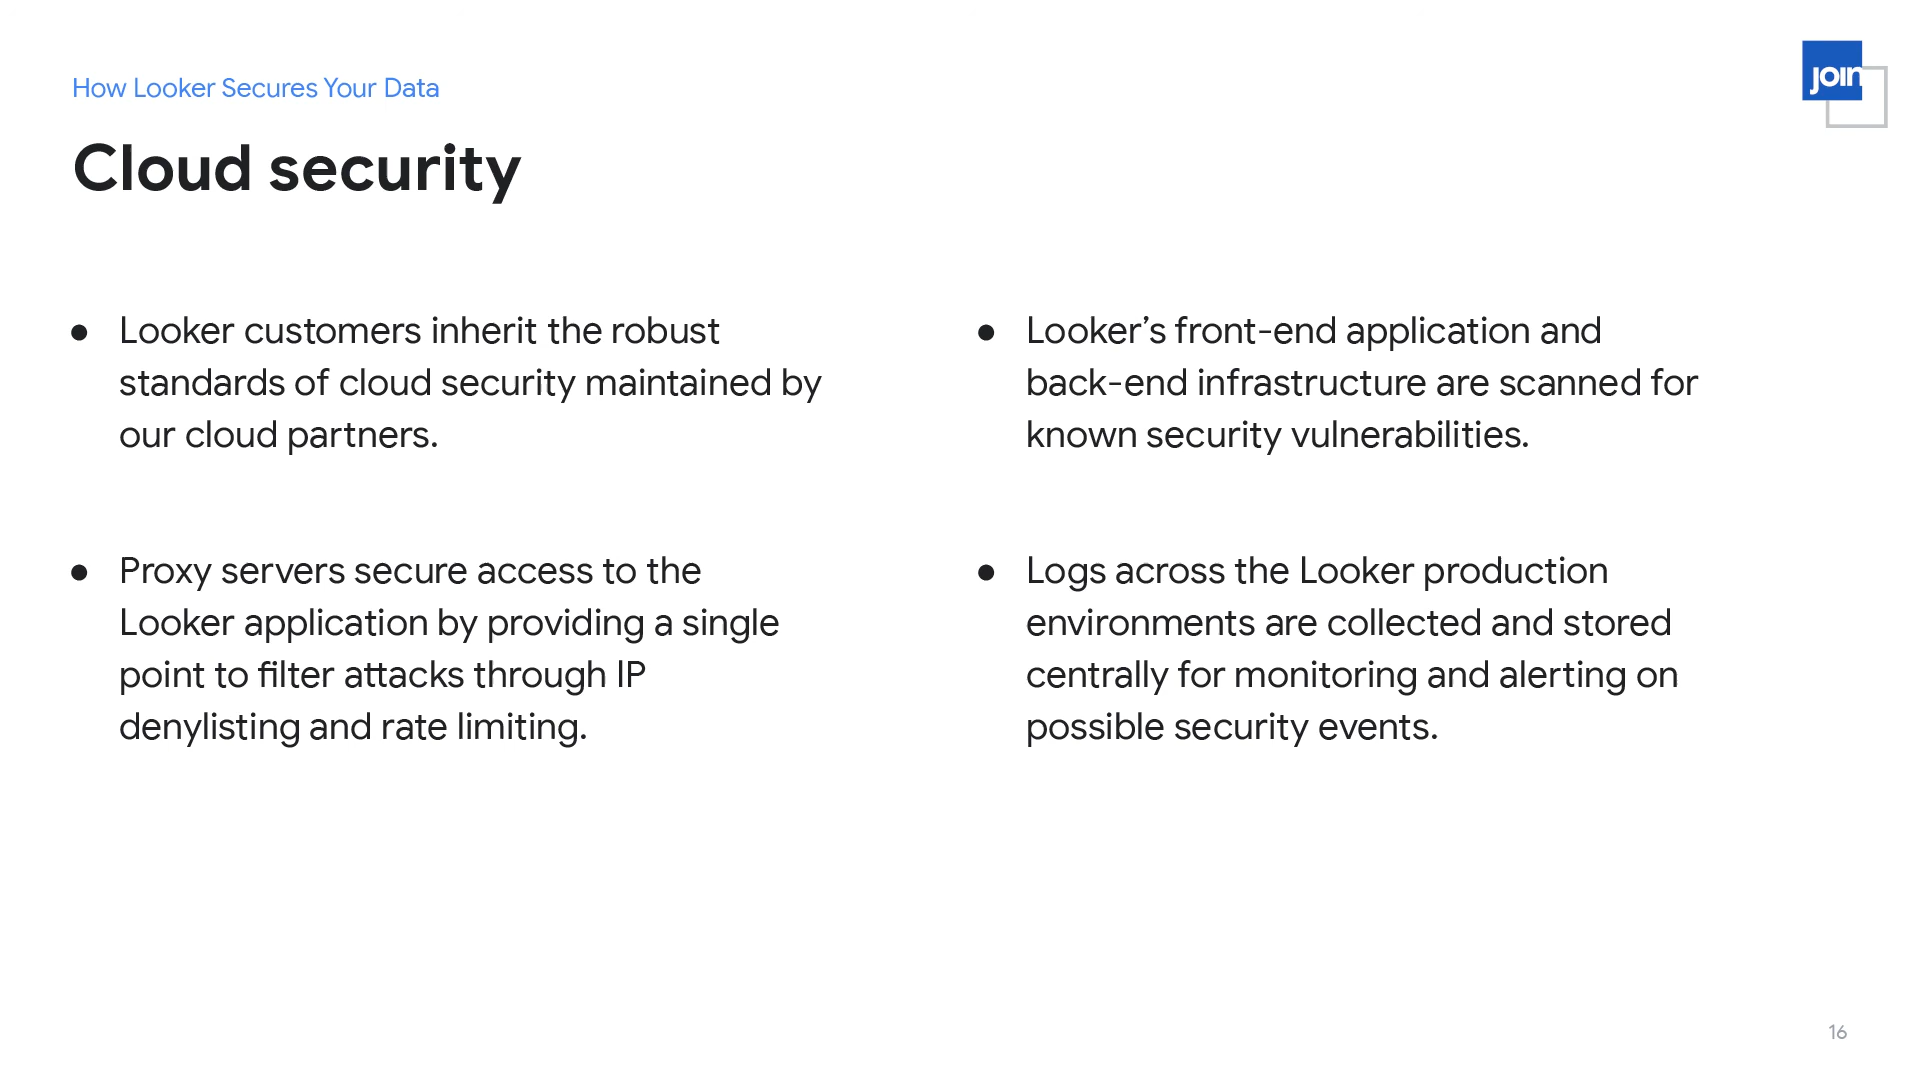 How Looker Secures Your Data
join
Cloud security
● Looker customers inherit the robust
standards of cloud security maintained by
our cloud partners.
● Proxy servers secure access to the
Looker application by providing a single
point to filter attacks through IP
denylisting and rate limiting.
● Looker’s front-end application and
back-end infrastructure are scanned for
known security vulnerabilities.
● Logs across the Looker production
environments are collected and stored
centrally for monitoring and alerting on
possible security events.
16